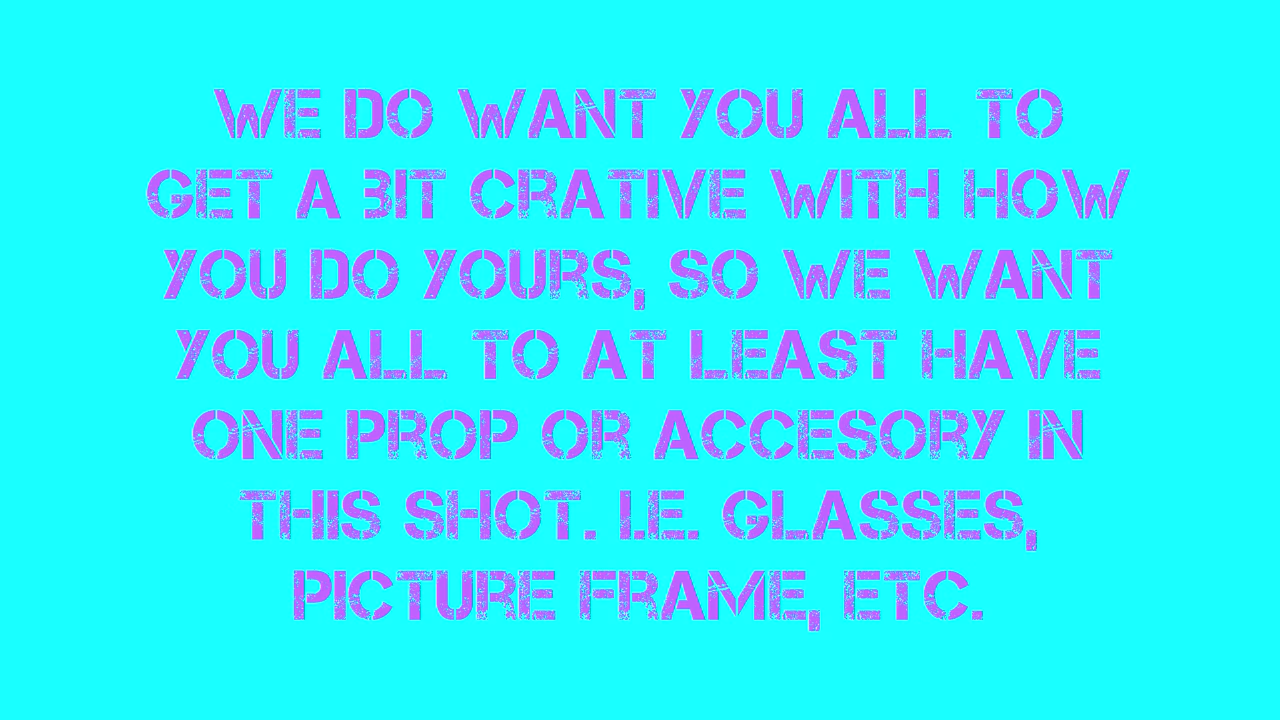 WE DO WANT YOU ALL TO
GET A BIT CRATIVE WITH HOW
YOU DO YOURS, SO WE WANT
YOU ALL TO AT LEAST HAVE
ONE PROP OR ACCESORY IN
THIS SHOT. I.E. GLASSES,
PICTURE FRAME, ETC.